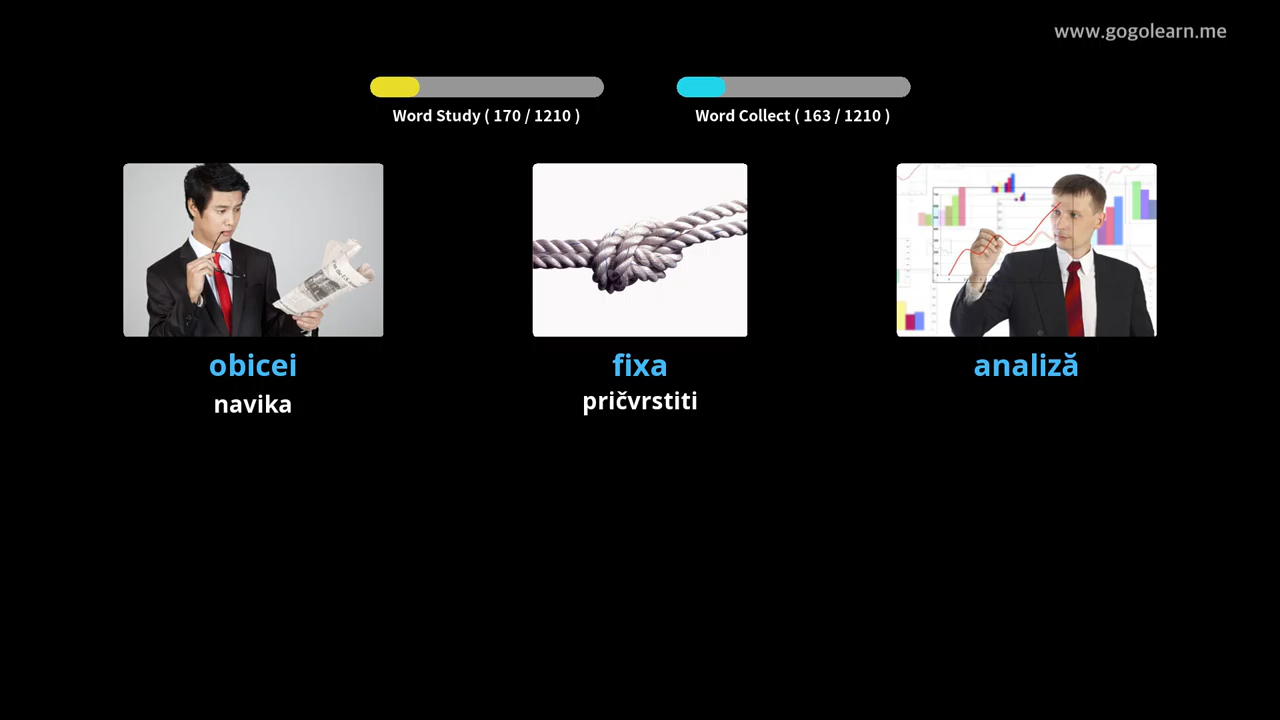 www.gogolearn.me
Word Study ( 170 / 1210 )
Word Collect ( 163 / 1210 )
obicei
fixa
analiză
navika
pričvrstiti